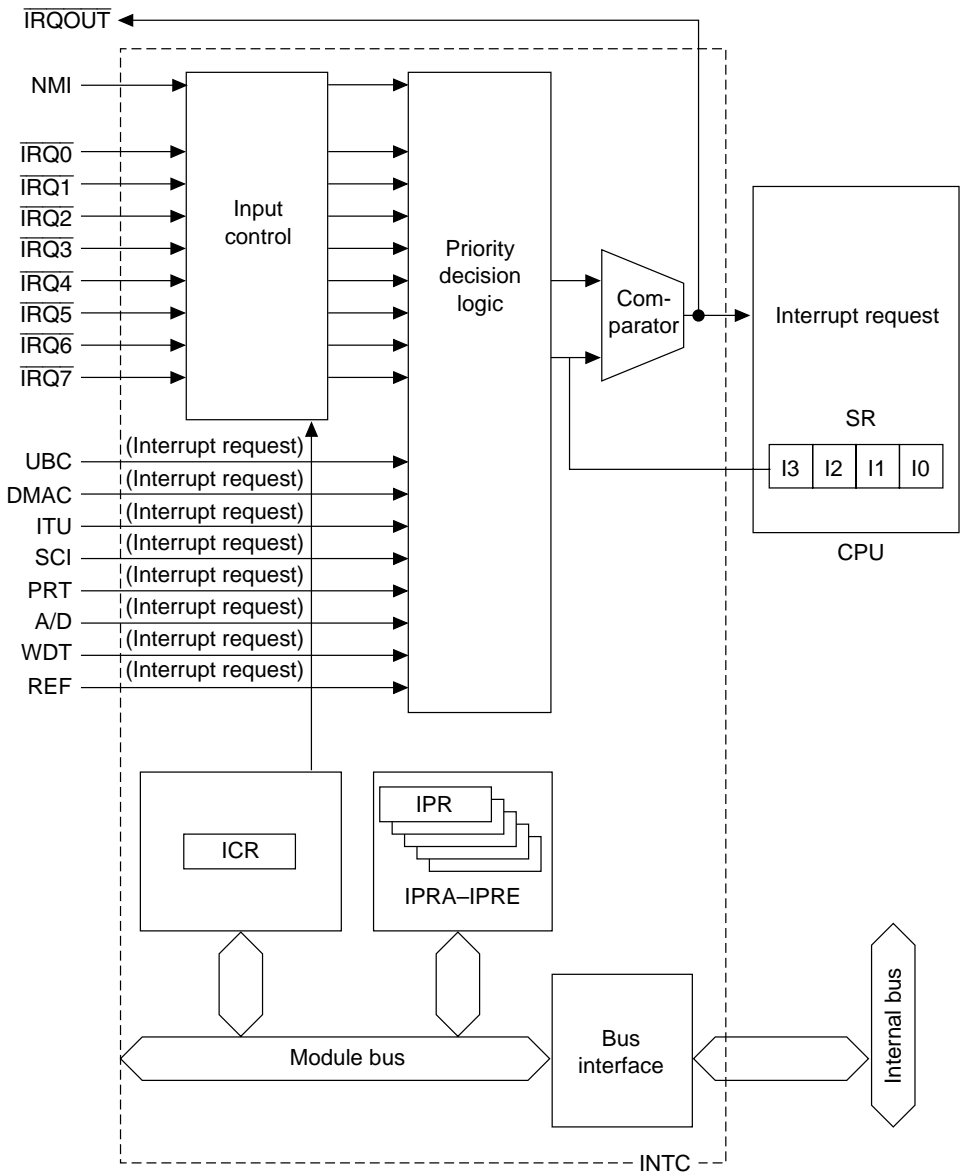 IRQOUT
NMI
IRQ0
IRQ1
IRQ2
IRQ3
IRQ4
IRQ5
IRQ6
IRQ7
Input
control
Priority
decision
logic
Com-
parator
Interrupt request
SR
I3 I2 I1 I0
CPU
UBC (Interrupt request)
DMAC (Interrupt request)
ITU (Interrupt request)
SCI (Interrupt request)
PRT (Interrupt request)
A/D (Interrupt request)
WDT (Interrupt request)
REF (Interrupt request)
ICR
IPR
IPRA–IPRE
Module bus
Bus
interface
Internal bus
INTC